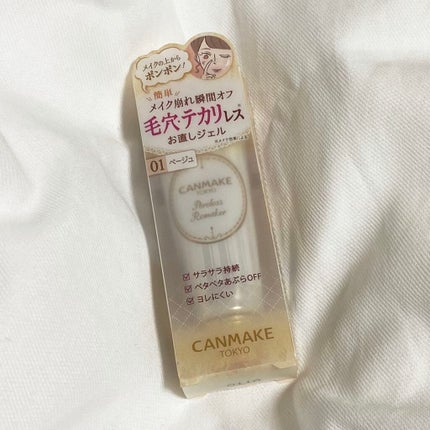 メイクの上から
ポンポン!
簡単
メイク崩れ瞬間オフ
毛穴・テカリレス
お直しジェル
01 ベージュ
CANMAKE
TOKYO
Poreless
Remaker
サラサラ持続
ベタベタあぶらOFF
ヨレにくい
CANMAKE
TOKYO